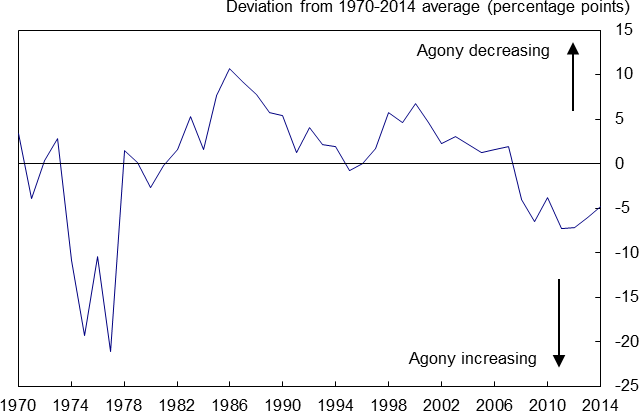 Deviation from 1970-2014 average (percentage points)
15
Agony decreasing
10
5
0
-5
-10
-15
-20
Agony increasing
-25
1970 1974 1978 1982 1986 1990 1994 1998 2002 2006 2010 2014